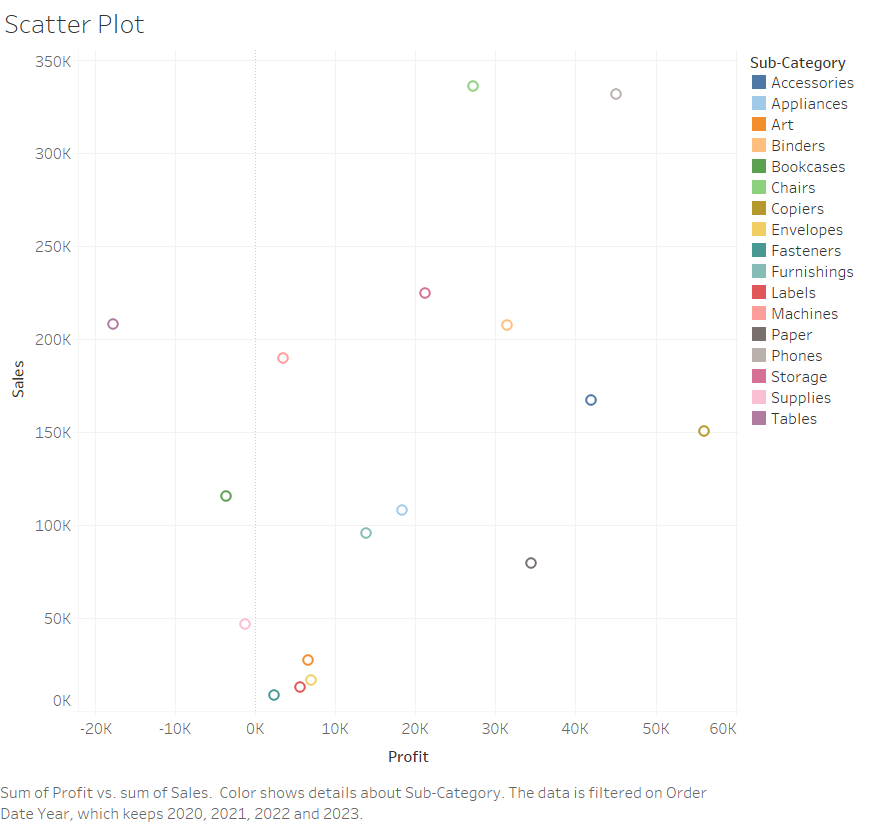 Scatter Plot
350K
300K
250K
200K
150K
100K
50K
0K
Sales
-20K
-10K
0K
10K
20K
30K
40K
50K
60K
Profit
Sub-Category
Accessories
Appliances
Art
Binders
Bookcases
Chairs
Copiers
Envelopes
Fasteners
Furnishings
Labels
Machines
Paper
Phones
Storage
Supplies
Tables
Sum of Profit vs. sum of Sales.  Color shows details about Sub-Category. The data is filtered on Order
Date Year, which keeps 2020, 2021, 2022 and 2023.